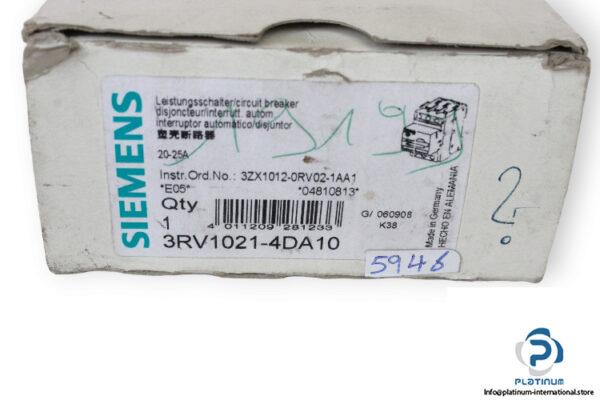 SIEMENS
Leistungsschalter/circuit breaker
disjoncteur/interrutt. autom
interruptor automático/disjuntor
塑壳断路器
20-25A
Instr.Ord.No.: 3ZX1012-0RV02-1AA1
*E05* *04810813*
Qty
1
4 011209 281233
G/ 060908
K38
3RV1021-4DA10
Made in Germany
HECHO EN ALEMANIA
2
5946
PLATINUM
info@platinum-international.store